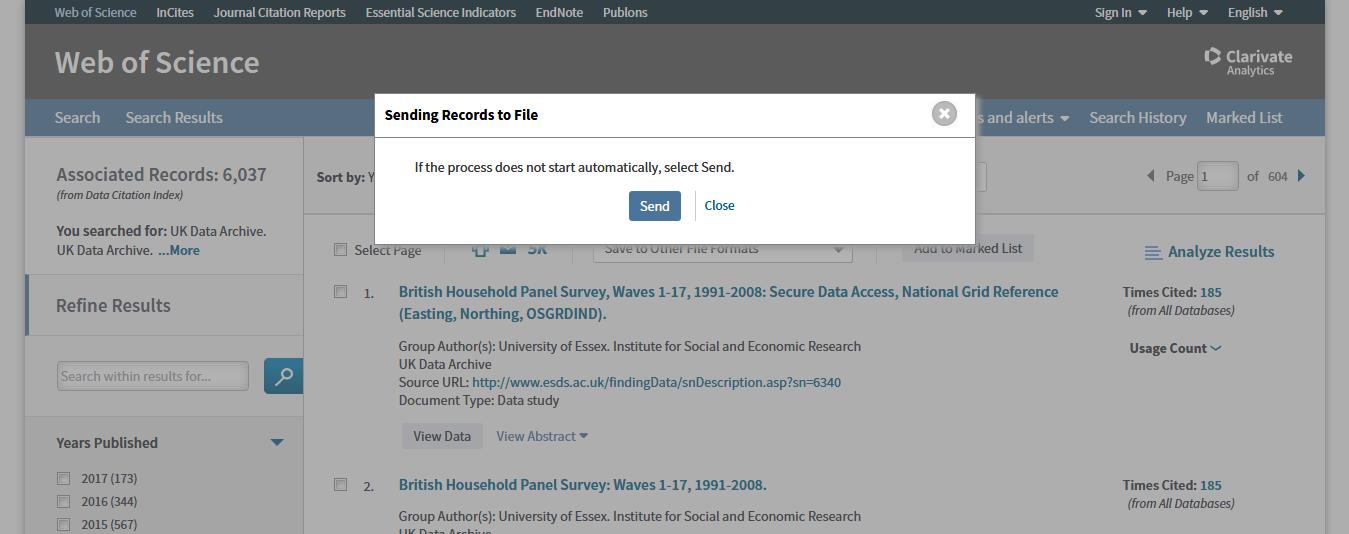 Web of Science InCites Journal Citation Reports Essential Science Indicators EndNote Publons Sign In Help English
Web of Science
Clarivate
Analytics
Sending Records to File
Search Search Results s and alerts Search History Marked List
If the process does not start automatically, select Send.
Send Close
Associated Records: 6,037
(from Data Citation Index)
You searched for: UK Data Archive.
UK Data Archive. ...More
Sort by: Y
Page 1 of 604
Select Page 5K Save to Other File Formats Add to Marked List Analyze Results
Refine Results
Search within results for...
Years Published
2017 (173)
2016 (344)
2015 (567)
1. British Household Panel Survey, Waves 1-17, 1991-2008: Secure Data Access, National Grid Reference
(Easting, Northing, OSGRDIND).
Group Author(s): University of Essex. Institute for Social and Economic Research
UK Data Archive
Source URL: http://www.esds.ac.uk/findingData/snDescription.asp?sn=6340
Document Type: Data study
View Data View Abstract
Times Cited: 185
(from All Databases)
Usage Count
2. British Household Panel Survey: Waves 1-17, 1991-2008.
Group Author(s): University of Essex. Institute for Social and Economic Research
UK Data Archive
Times Cited: 185
(from All Databases)